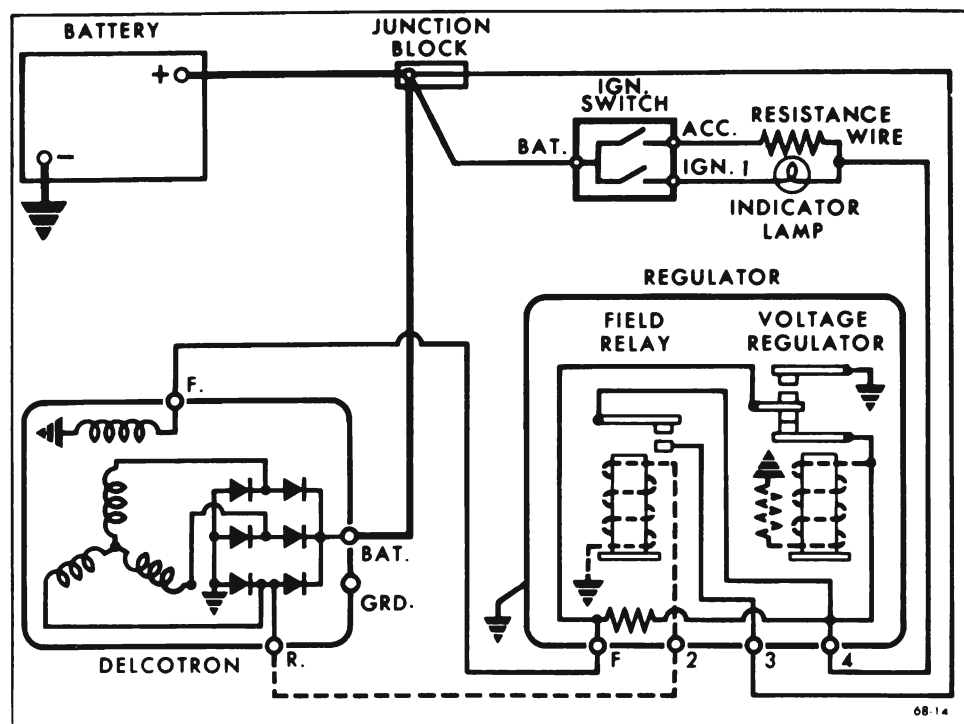 BATTERY
+
-
JUNCTION
BLOCK
IGN.
SWITCH
BAT.
ACC.
IGN. 1
RESISTANCE
WIRE
INDICATOR
LAMP
REGULATOR
FIELD
RELAY
VOLTAGE
REGULATOR
F.
BAT.
GRD.
R.
DELCOTRON
F
2
3
4
68-14